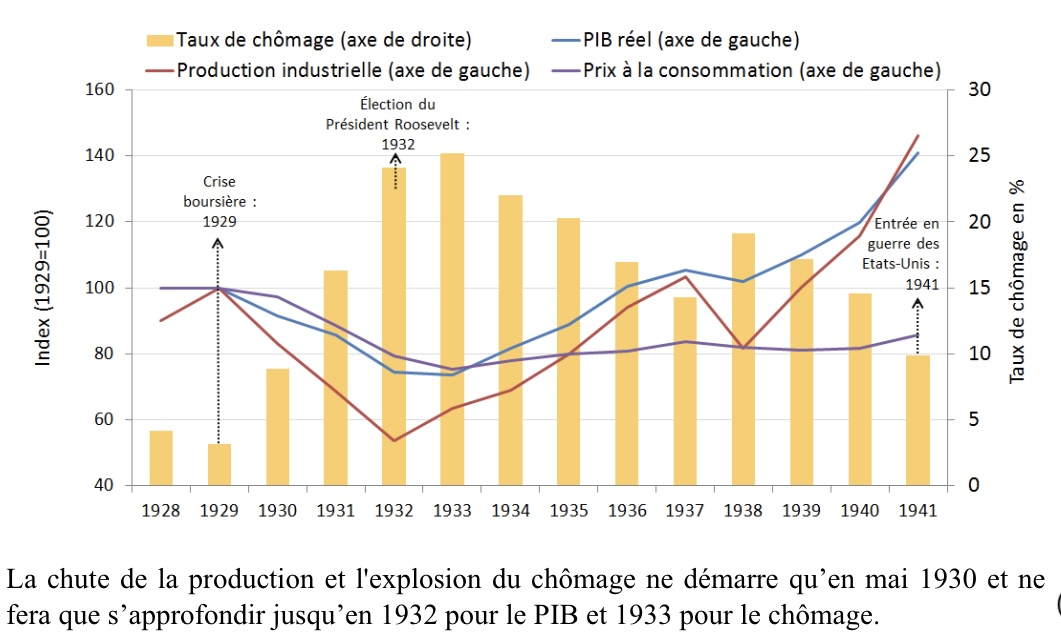 Taux de chômage (axe de droite) PIB réel (axe de gauche)
Production industrielle (axe de gauche) Prix à la consommation (axe de gauche)
160 30
Élection du
Président Roosevelt :
1932
140 25
Crise
boursière :
1929
120 20
Entrée en
guerre des
Etats-Unis :
1941
100 15
80 10
60 5
40 0
Index (1929=100)
Taux de chômage en %
1928 1929 1930 1931 1932 1933 1934 1935 1936 1937 1938 1939 1940 1941
La chute de la production et l'explosion du chômage ne démarre qu’en mai 1930 et ne
fera que s’approfondir jusqu’en 1932 pour le PIB et 1933 pour le chômage.